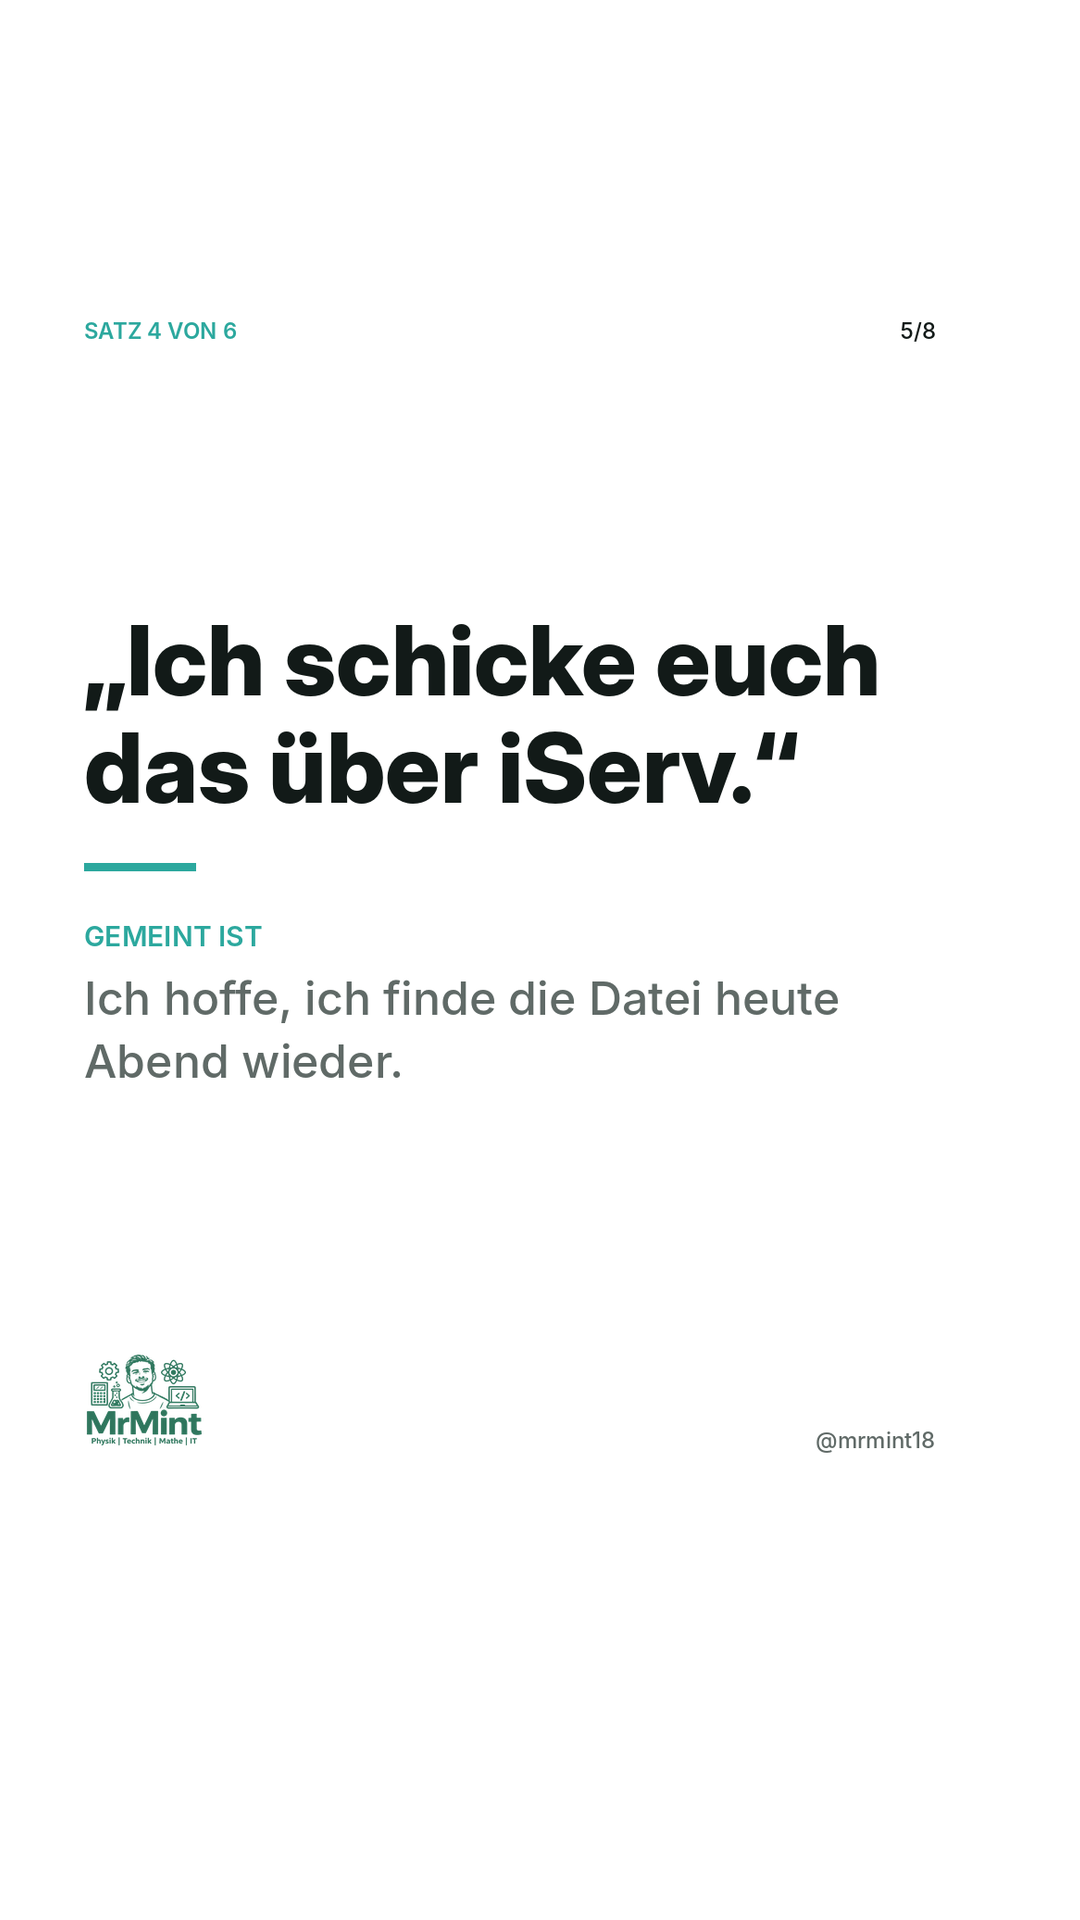 SATZ 4 VON 6
5/8
„Ich schicke euch
das über iServ.“
GEMEINT IST
Ich hoffe, ich finde die Datei heute
Abend wieder.
</>
MrMint
Physik | Technik | Mathe | IT
@mrmint18